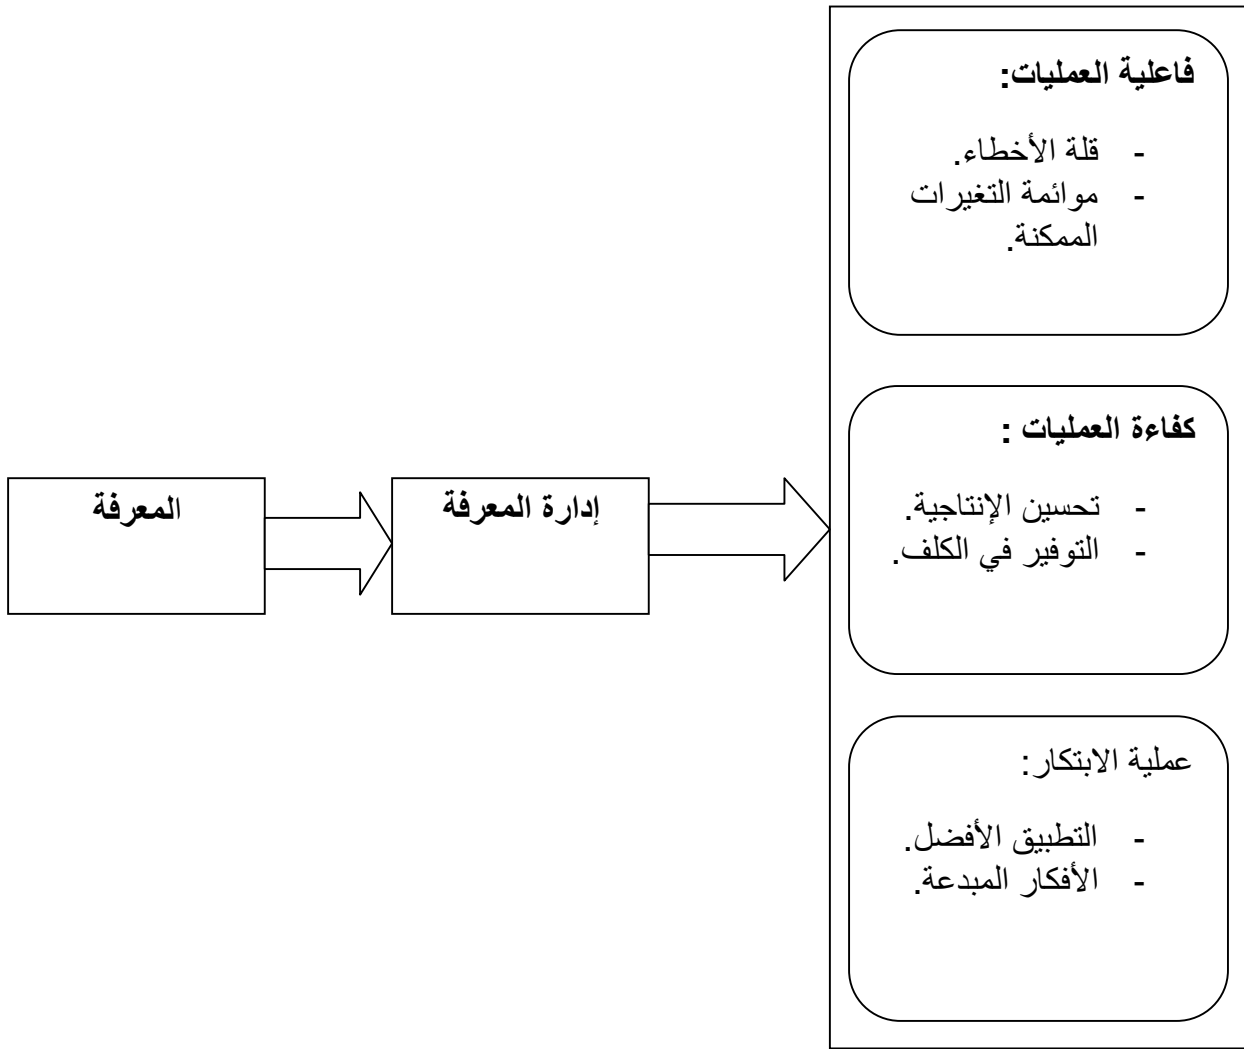 فاعلية العمليات:
- قلة الأخطاء.
- موائمة التغيرات
الممكنة.
كفاءة العمليات :
- تحسين الإنتاجية.
- التوفير في الكلف.
المعرفة
إدارة المعرفة
عملية الابتكار:
- التطبيق الأفضل.
- الأفكار المبدعة.